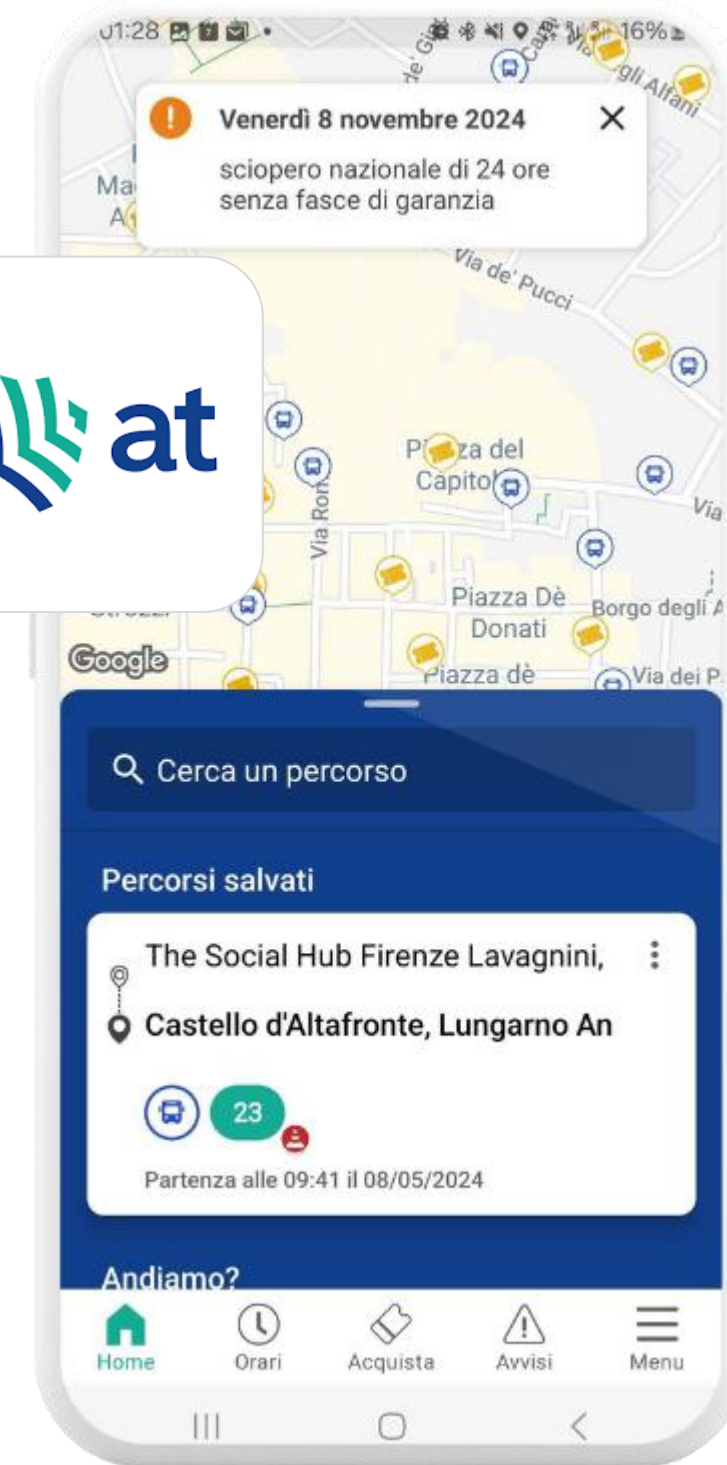 01:28
16%
Venerdì 8 novembre 2024
sciopero nazionale di 24 ore
senza fasce di garanzia
gli Alfani
Via de' Pucci
at
Via
Via Rom
Piazza del
Capitolo
Piazza Dè
Donati
Borgo degli A
Piazza dè
Via dei P
Google
Cerca un percorso
Percorsi salvati
The Social Hub Firenze Lavagnini,
Castello d'Altafronte, Lungarno An
23
Partenza alle 09:41 il 08/05/2024
Andiamo?
Home
Orari
Acquista
Avvisi
Menu